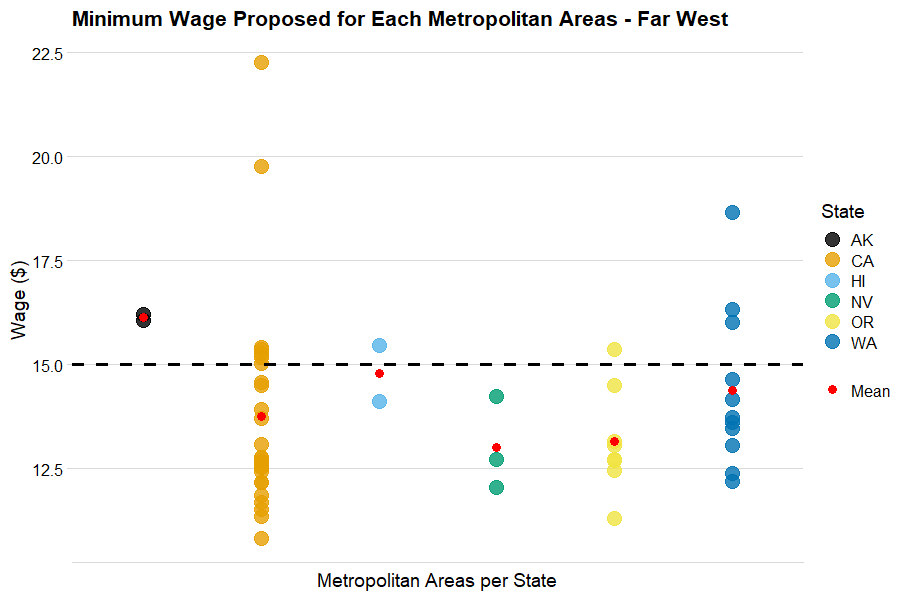 Minimum Wage Proposed for Each Metropolitan Areas - Far West
22.5
20.0
17.5
15.0
12.5
Wage ($)
Metropolitan Areas per State
State
AK
CA
HI
NV
OR
WA
Mean